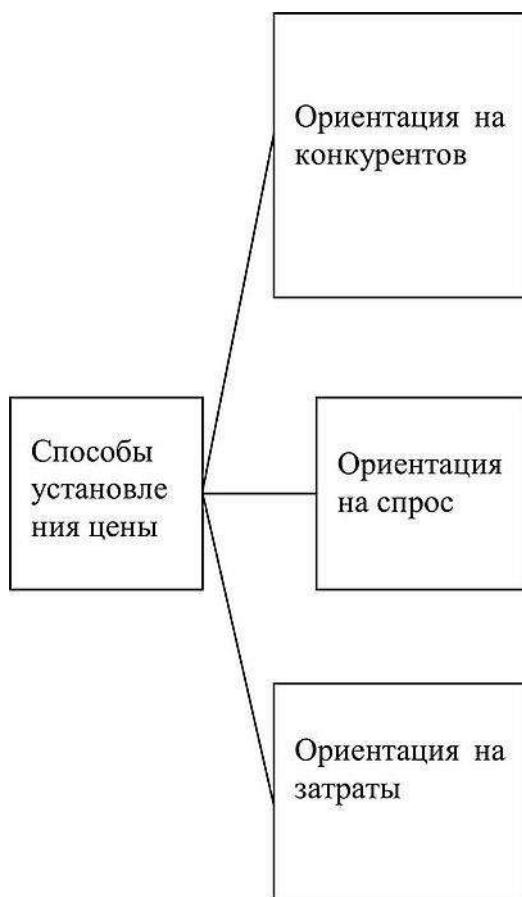 Ориентация на
конкурентов
Способы
установле
ния цены
Ориентация
на спрос
Ориентация на
затраты